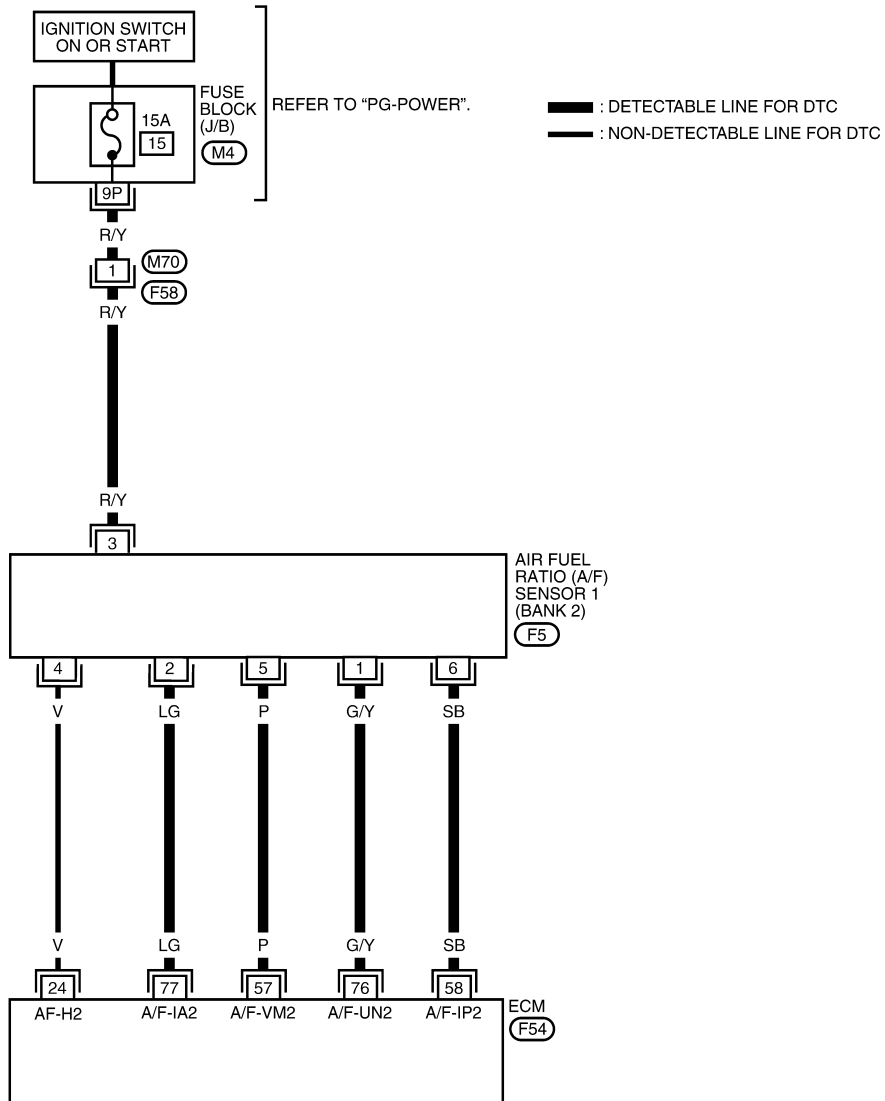 IGNITION SWITCH
ON OR START
FUSE
BLOCK
(J/B)
M4
15A
15
REFER TO “PG-POWER”.
: DETECTABLE LINE FOR DTC
: NON-DETECTABLE LINE FOR DTC
9P
R/Y
1
M70
F58
R/Y
R/Y
3
AIR FUEL
RATIO (A/F)
SENSOR 1
(BANK 2)
F5
4 2 5 1 6
V LG P G/Y SB
V LG P G/Y SB
24 77 57 76 58
AF-H2 A/F-IA2 A/F-VM2 A/F-UN2 A/F-IP2
ECM
F54